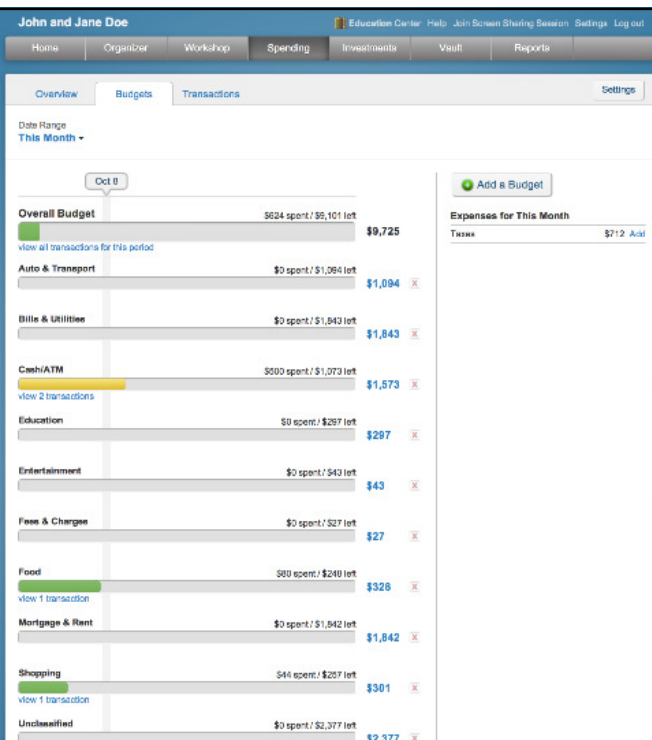 John and Jane Doe
Education Center Help Join Screen Sharing Session Settings Log out
Home Organizer Workshop Spending Investments Vault Reports
Overview Budgets Transactions Settings
Date Range
This Month
Oct 8
Add a Budget
Overall Budget $624 spent / $9,101 left
$9,725
view all transactions for this period
Expenses for This Month
Taxes $712 Add
Auto & Transport $0 spent / $1,094 left
$1,094 x
Bills & Utilities $0 spent / $1,843 left
$1,843 x
Cash/ATM $500 spent / $1,073 left
$1,573 x
view 2 transactions
Education $0 spent / $297 left
$297 x
Entertainment $0 spent / $43 left
$43 x
Fees & Charges $0 spent / $27 left
$27 x
Food $80 spent / $248 left
$328 x
view 1 transaction
Mortgage & Rent $0 spent / $1,842 left
$1,842 x
Shopping $44 spent / $257 left
$301 x
view 1 transaction
Unclassified $0 spent / $2,377 left
$2,377 x